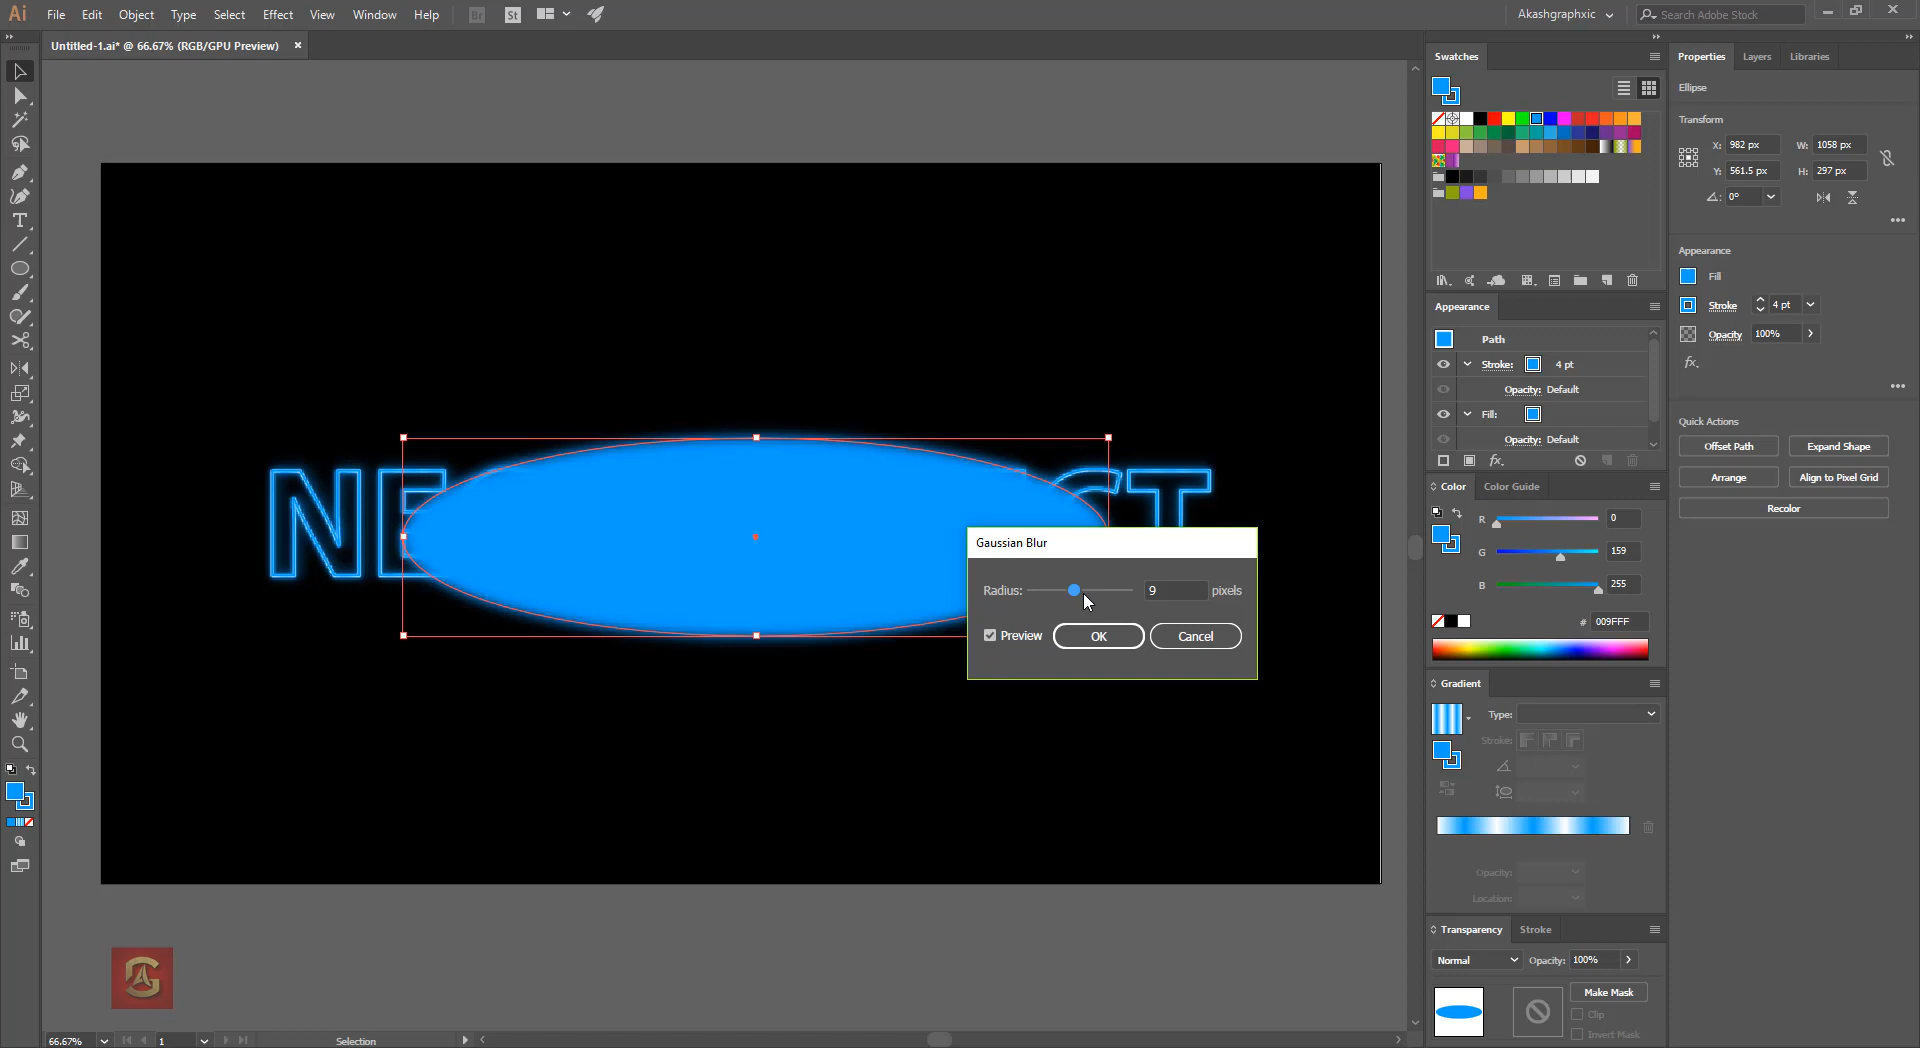 Ai File Edit Object Type Select Effect View Window Help Br St Akashgraphxic Search Adobe Stock
Untitled-1.ai* @ 66.67% (RGB/GPU Preview) ×
Swatches
Properties Layers Libraries
Ellipse
Transform
X: 982 px W: 1058 px
Y: 561.5 px H: 297 px
0°
Appearance
Fill
Stroke 4 pt
Opacity 100%
fx.
Quick Actions
Offset Path Expand Shape
Arrange Align to Pixel Grid
Recolor
Appearance
Path
Stroke: 4 pt
Opacity: Default
Fill:
Opacity: Default
fx.
Color Color Guide
R 0
G 159
B 255
# 009FFF
Gradient
Type:
Stroke:
Opacity:
Location:
Transparency Stroke
Normal Opacity: 100%
Make Mask
Clip
Invert Mask
NE CT
Gaussian Blur
Radius: 9 pixels
Preview OK Cancel
G
66.67% 1 Selection